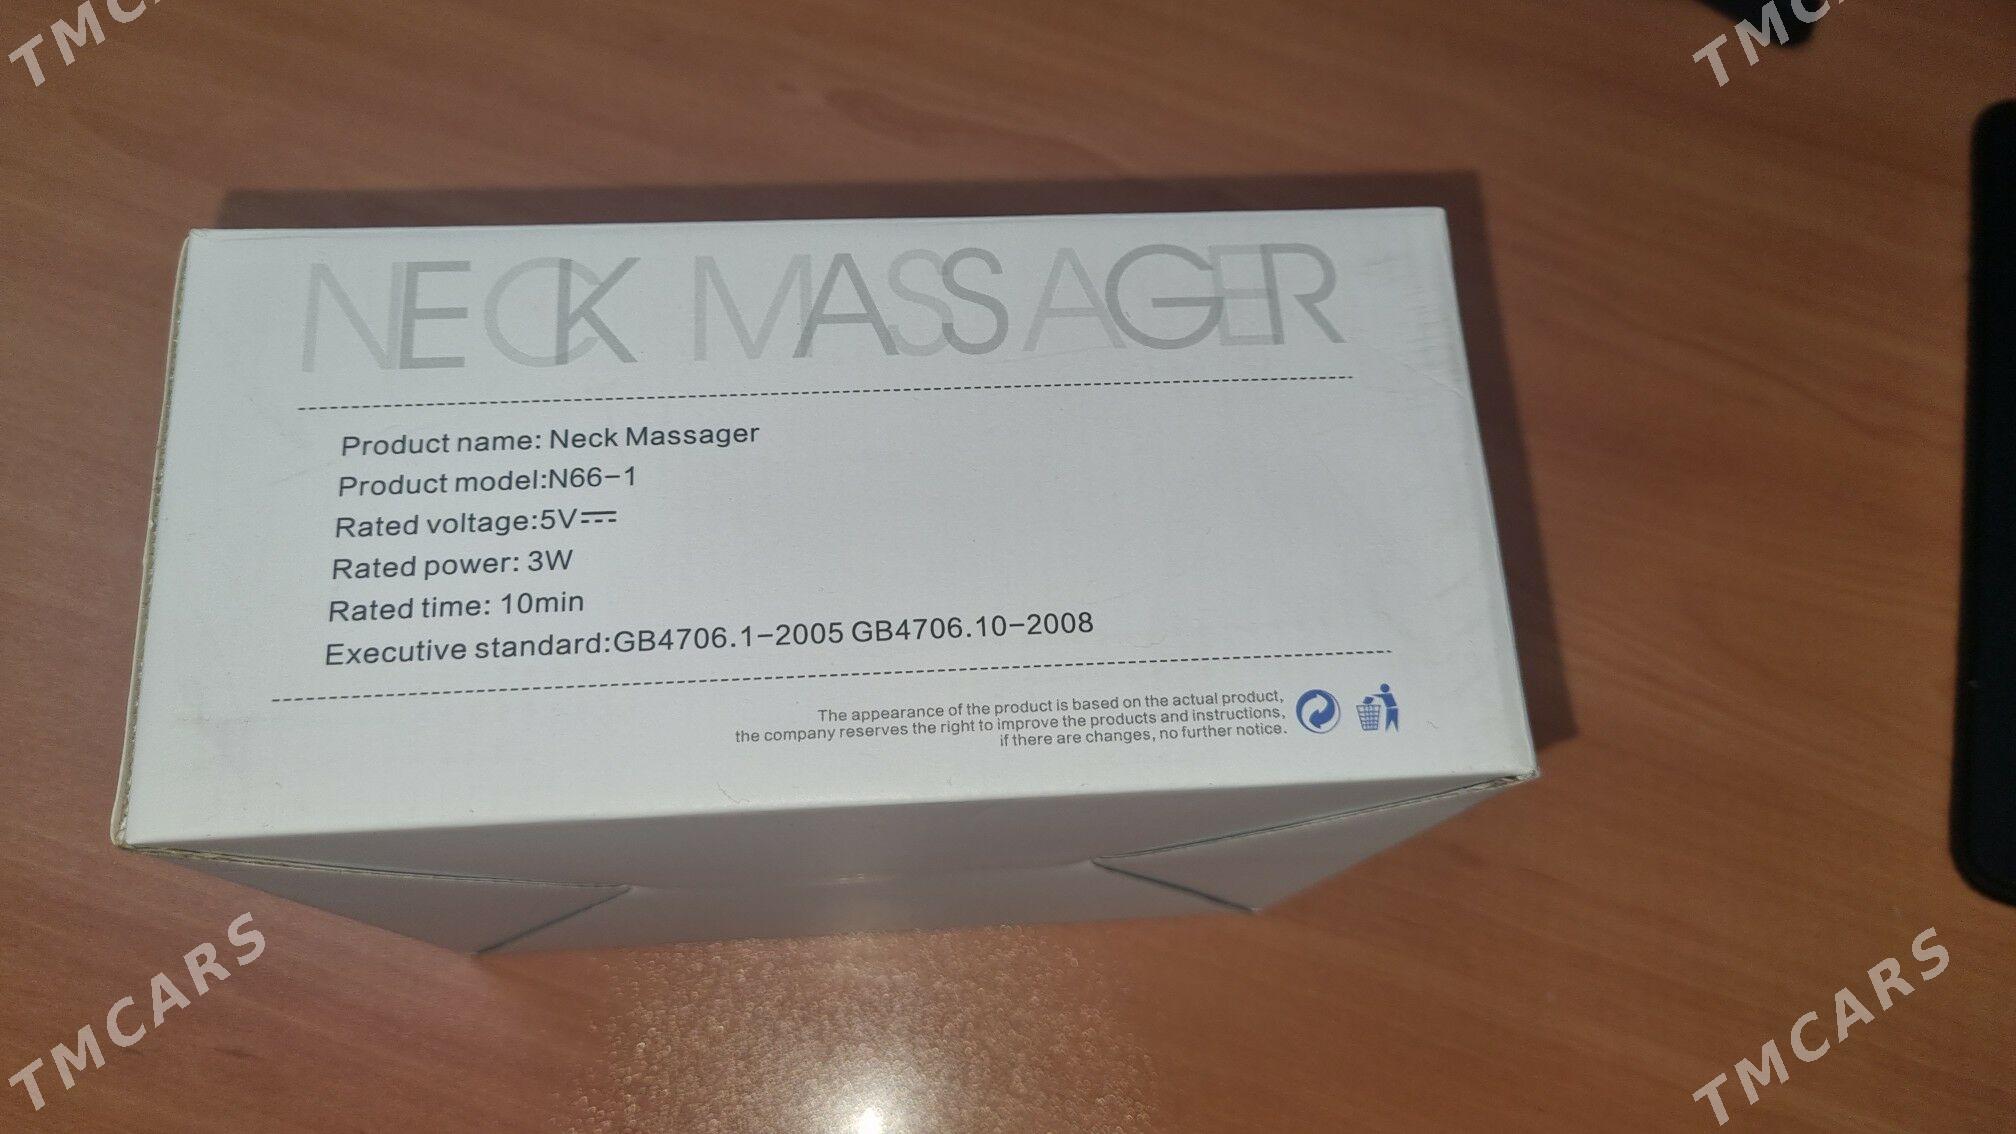 NECK MASSAGER
Product name: Neck Massager
Product model:N66-1
Rated voltage:5V
Rated power: 3W
Rated time: 10min
Executive standard:GB4706.1-2005 GB4706.10-2008
The appearance of the product is based on the actual product,
the company reserves the right to improve the products and instructions,
if there are changes, no further notice.
TMCARS
TMCARS
TMCARS
TMCARS